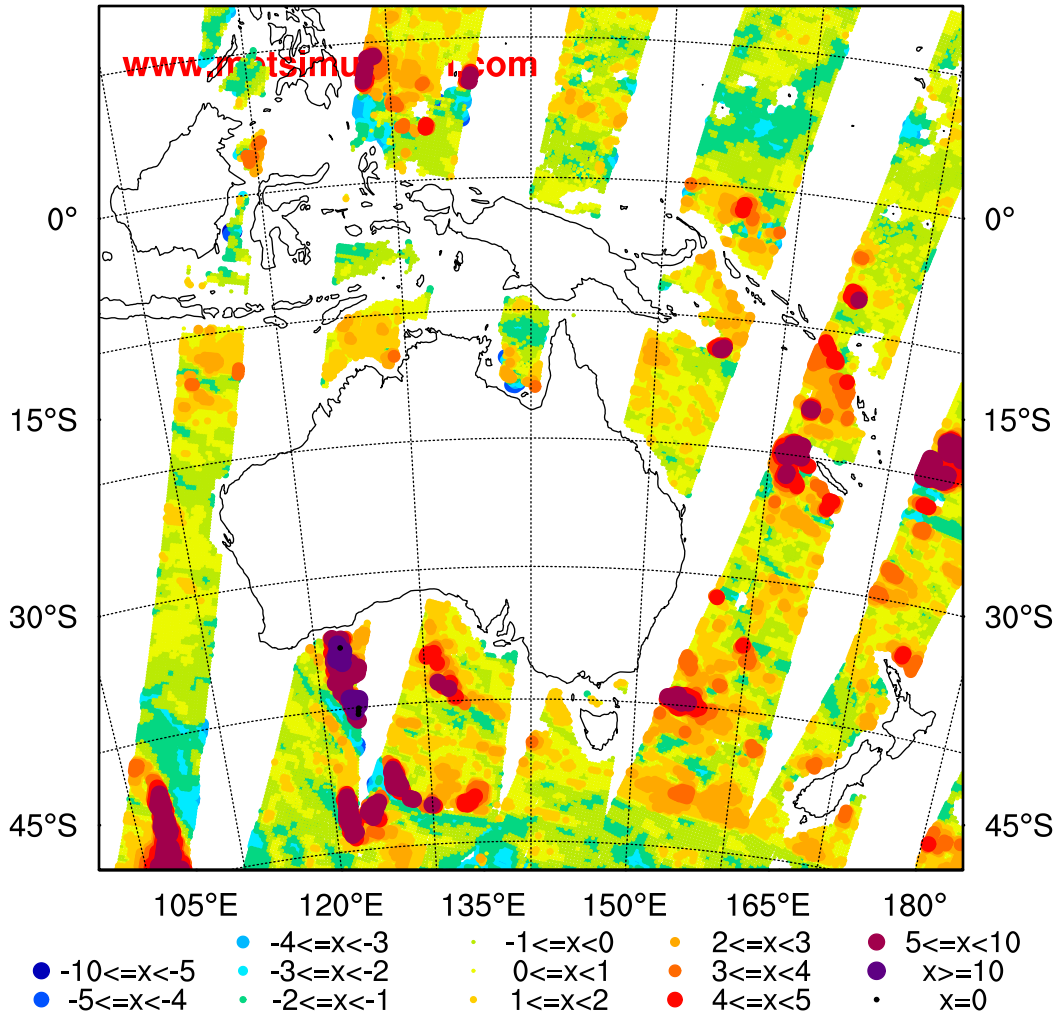 www.m tsimu com
0°
0°
15°S
15°S
30°S
30°S
45°S
45°S
105°E 120°E 135°E 150°E 165°E 180°
-4<=x<-3 -1<=x<0 2<=x<3 5<=x<10
-10<=x<-5 -3<=x<-2 0<=x<1 3<=x<4 x>=10
-5<=x<-4 -2<=x<-1 1<=x<2 4<=x<5 x=0